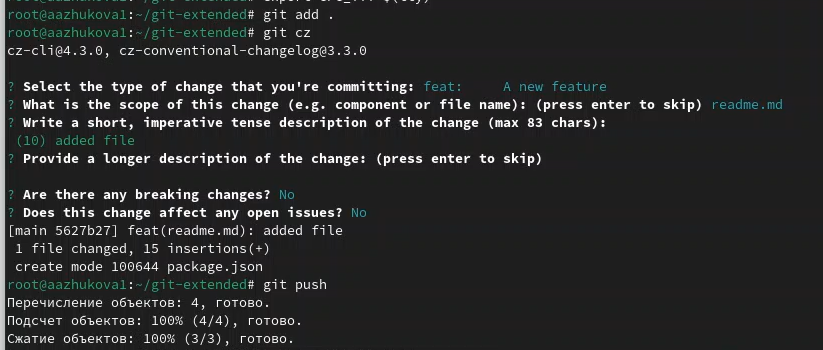 root@aazhukova1:~/git-extended# git add .
root@aazhukova1:~/git-extended# git cz
cz-cli@4.3.0, cz-conventional-changelog@3.3.0
? Select the type of change that you're committing: feat:     A new feature
? What is the scope of this change (e.g. component or file name): (press enter to skip) readme.md
? Write a short, imperative tense description of the change (max 83 chars):
 (10) added file
? Provide a longer description of the change: (press enter to skip)
? Are there any breaking changes? No
? Does this change affect any open issues? No
[main 5627b27] feat(readme.md): added file
 1 file changed, 15 insertions(+)
 create mode 100644 package.json
root@aazhukova1:~/git-extended# git push
Перечисление объектов: 4, готово.
Подсчет объектов: 100% (4/4), готово.
Сжатие объектов: 100% (3/3), готово.